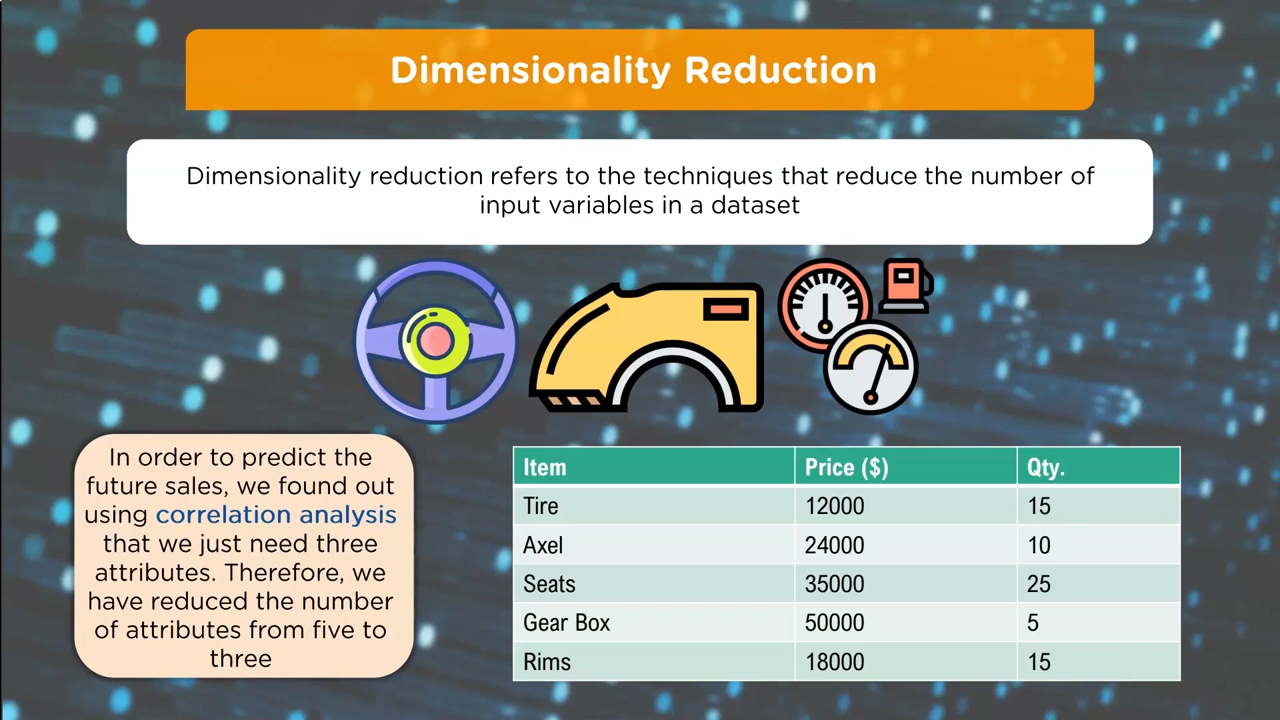 Dimensionality Reduction
Dimensionality reduction refers to the techniques that reduce the number of
input variables in a dataset
In order to predict the
future sales, we found out
using correlation analysis
that we just need three
attributes. Therefore, we
have reduced the number
of attributes from five to
three
Item Price ($) Qty.
Tire 12000 15
Axel 24000 10
Seats 35000 25
Gear Box 50000 5
Rims 18000 15